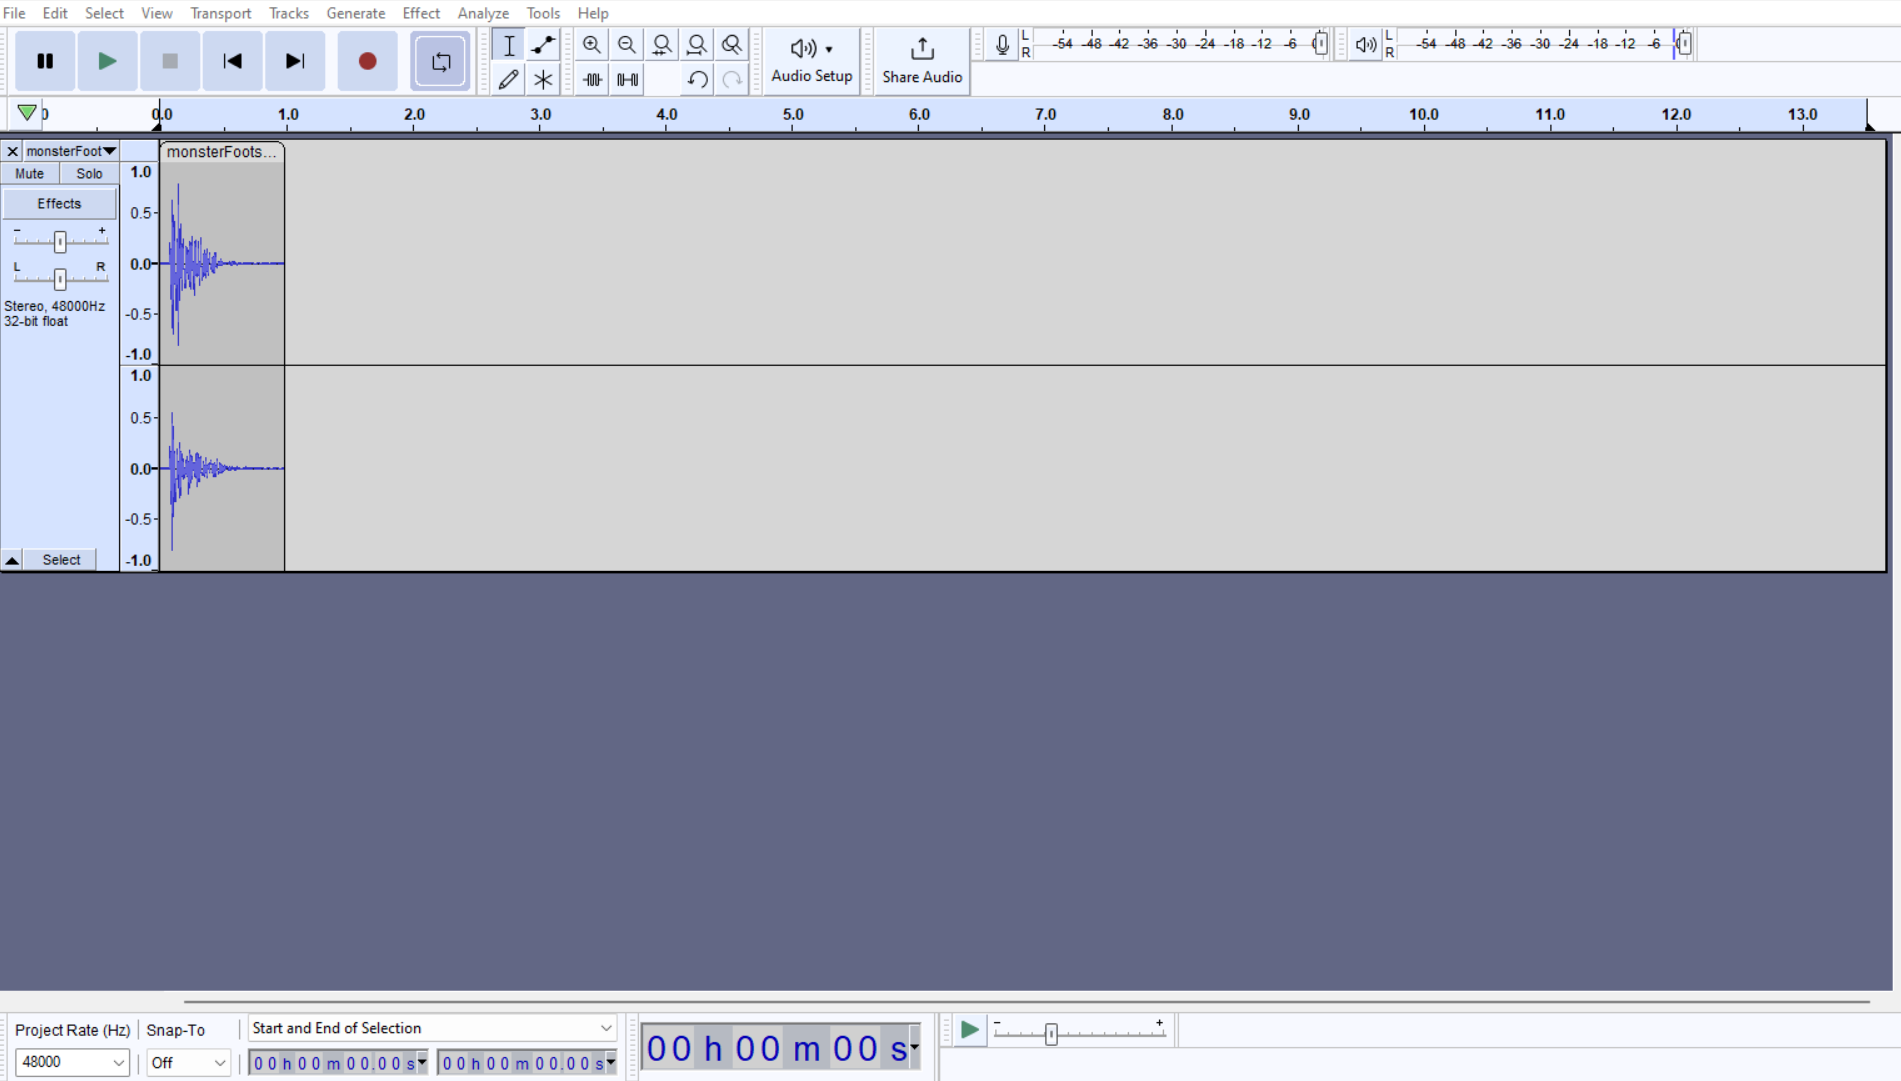 File Edit Select View Transport Tracks Generate Effect Analyze Tools Help
Audio Setup
Share Audio
L
R
-54 -48 -42 -36 -30 -24 -18 -12 -6
L
R
-54 -48 -42 -36 -30 -24 -18 -12 -6
0.0 1.0 2.0 3.0 4.0 5.0 6.0 7.0 8.0 9.0 10.0 11.0 12.0 13.0
monsterFoot
monsterFoots...
Mute Solo
Effects
- +
L R
Stereo, 48000Hz
32-bit float
Select
1.0
0.5-
0.0-
-0.5-
-1.0
1.0
0.5-
0.0-
-0.5-
-1.0
Project Rate (Hz) Snap-To
Start and End of Selection
48000
Off
00 h 00 m 00.00 s
00 h 00 m 00.00 s
00 h 00 m 00 s
- +